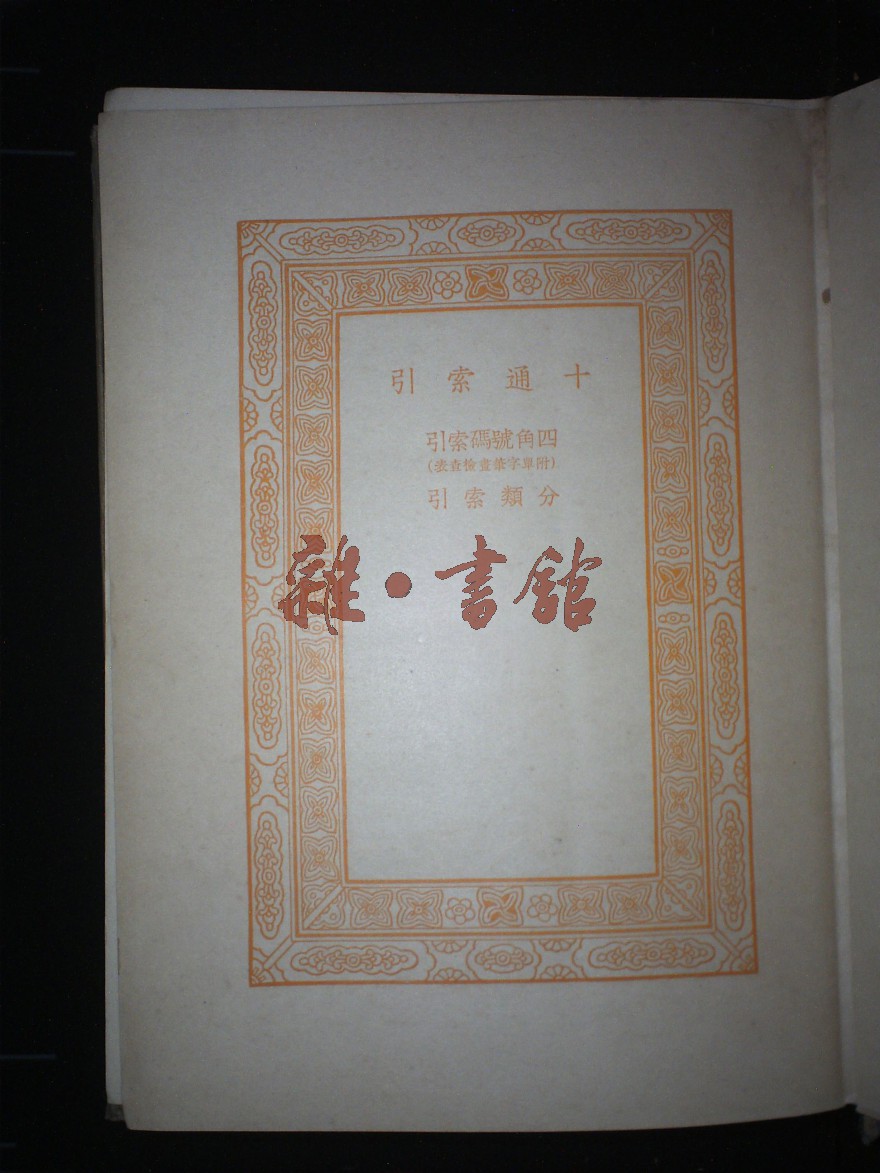 十通索引
四角號碼索引
(附單字筆畫檢查表)
分類索引
雜•書館